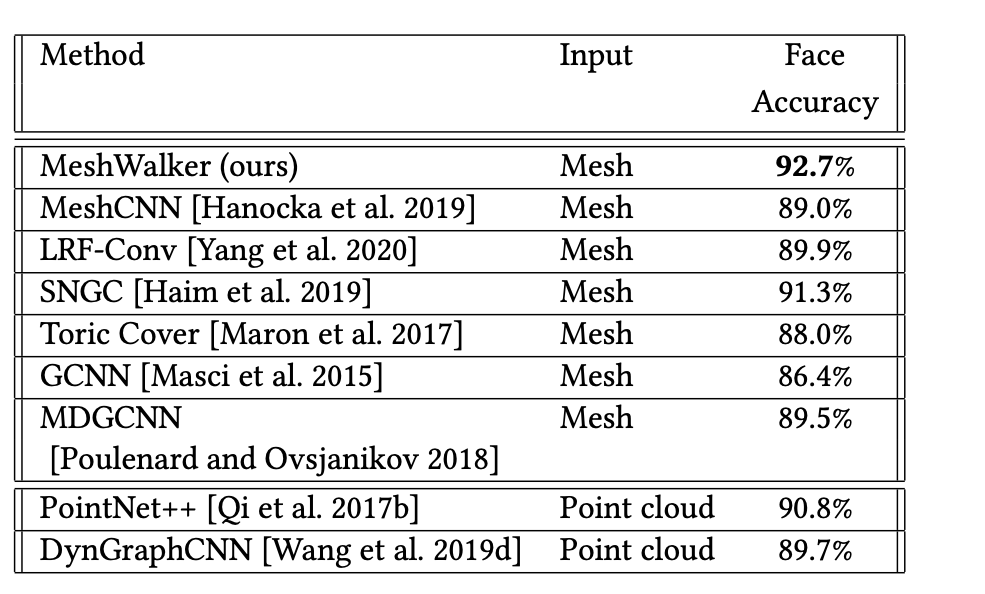 Method Input Face
Accuracy
MeshWalker (ours) Mesh 92.7%
MeshCNN [Hanocka et al. 2019] Mesh 89.0%
LRF-Conv [Yang et al. 2020] Mesh 89.9%
SNGC [Haim et al. 2019] Mesh 91.3%
Toric Cover [Maron et al. 2017] Mesh 88.0%
GCNN [Masci et al. 2015] Mesh 86.4%
MDGCNN Mesh 89.5%
[Poulenard and Ovsjanikov 2018]
PointNet++ [Qi et al. 2017b] Point cloud 90.8%
DynGraphCNN [Wang et al. 2019d] Point cloud 89.7%